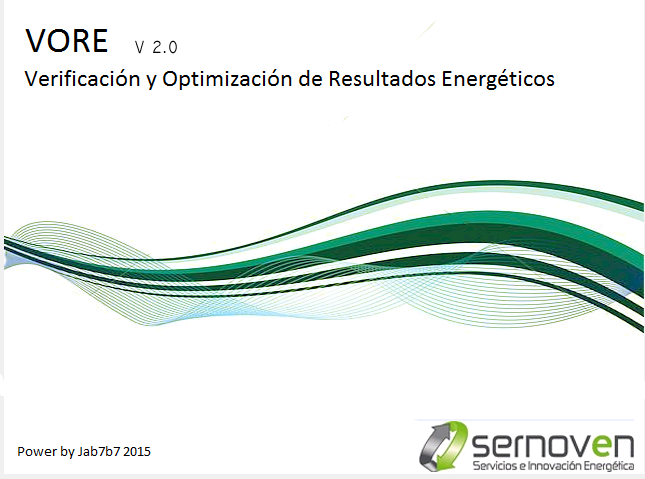 VORE V 2.0
Verificación y Optimización de Resultados Energéticos
Power by Jab7b7 2015
sernoven
Servicios e Innovación Energética